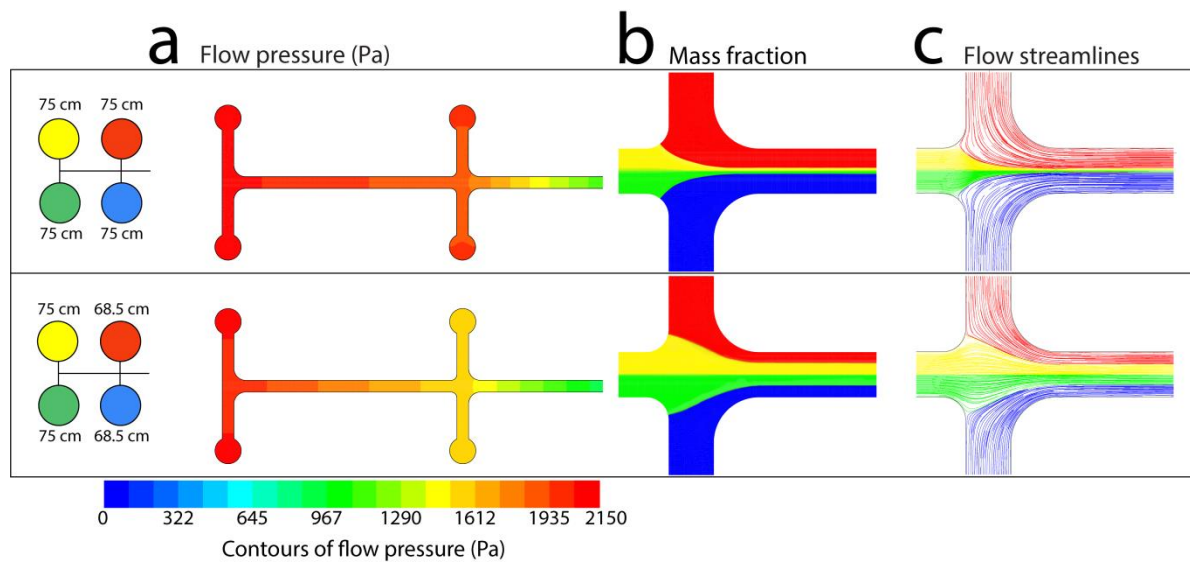 a Flow pressure (Pa)
b Mass fraction
c Flow streamlines
75 cm 75 cm
75 cm 75 cm
75 cm 68.5 cm
75 cm 68.5 cm
0 322 645 967 1290 1612 1935 2150
Contours of flow pressure (Pa)